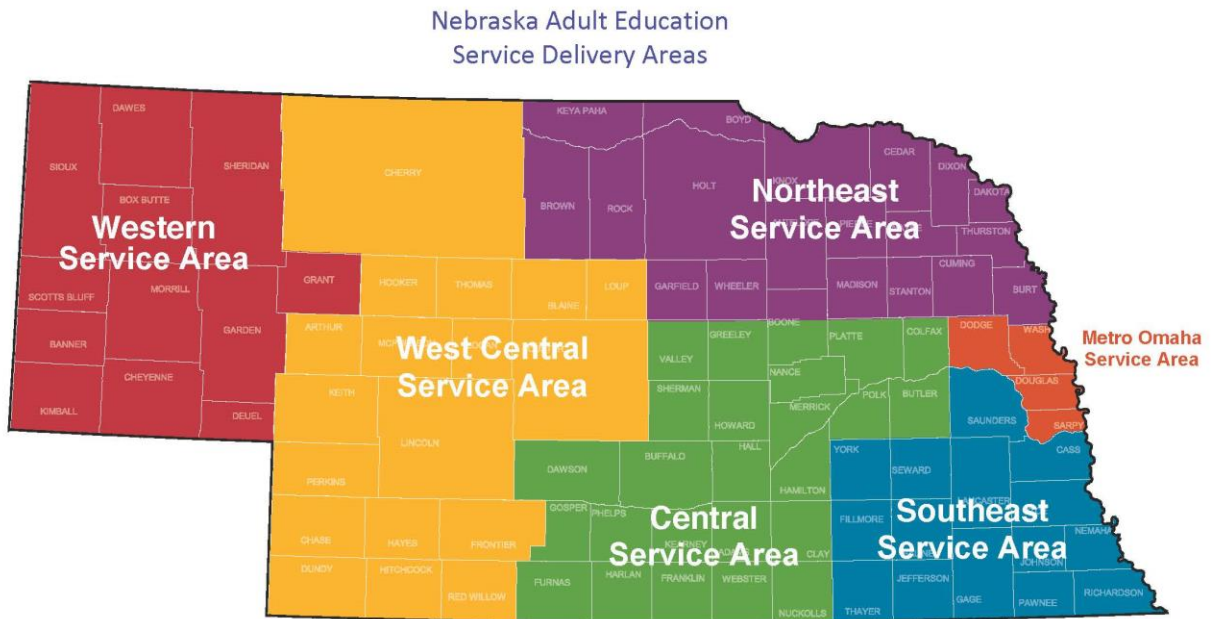 Nebraska Adult Education
Service Delivery Areas
KEYA PAHA
BOYD
DAWES
CEDAR
DIXON
SIOUX
SHERIDAN
CHERRY
KNOX
HOLT
DAKOTA
BOX BUTTE
BROWN
ROCK
Northeast
Service Area
THURSTON
Western
Service Area
CUMING
GRANT
HOOKER
THOMAS
BLAINE
LOUP
GARFIELD
WHEELER
MADISON
STANTON
BURT
SCOTTS BLUFF
MORRILL
GARDEN
ARTHUR
West Central
Service Area
BOONE
GREELEY
PLATTE
COLFAX
DODGE
WASH
Metro Omaha
Service Area
BANNER
VALLEY
NANCE
DOUGLAS
CHEYENNE
KEITH
SHERMAN
MERRICK
POLK
BUTLER
KIMBALL
DEUEL
LINCOLN
HOWARD
SAUNDERS
SARPY
CASS
HALL
YORK
BUFFALO
DAWSON
SEWARD
PERKINS
HAMILTON
LANCASTER
GOSPER
PHELPS
Central
Service Area
FILLMORE
Southeast
Service Area
NEMAHA
CHASE
HAYES
FRONTIER
KEARNEY
CLAY
JOHNSON
DUNDY
HITCHCOCK
RED WILLOW
FURNAS
HARLAN
FRANKLIN
WEBSTER
NUCKOLLS
THAYER
JEFFERSON
GAGE
PAWNEE
RICHARDSON